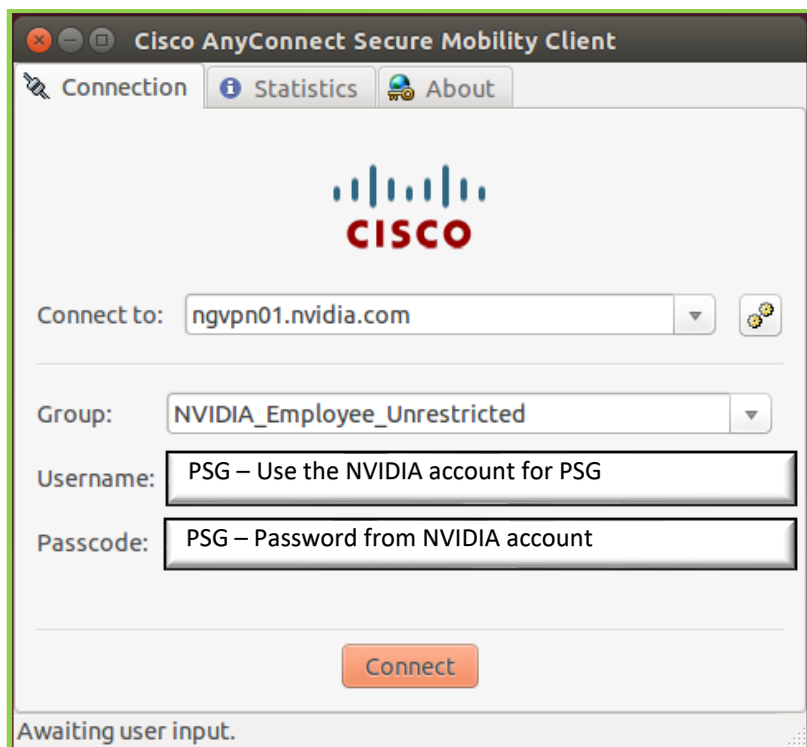 Cisco AnyConnect Secure Mobility Client
Connection Statistics About
CISCO
Connect to: ngvpn01.nvidia.com
Group: NVIDIA_Employee_Unrestricted
Username: PSG – Use the NVIDIA account for PSG
Passcode: PSG – Password from NVIDIA account
Connect
Awaiting user input.